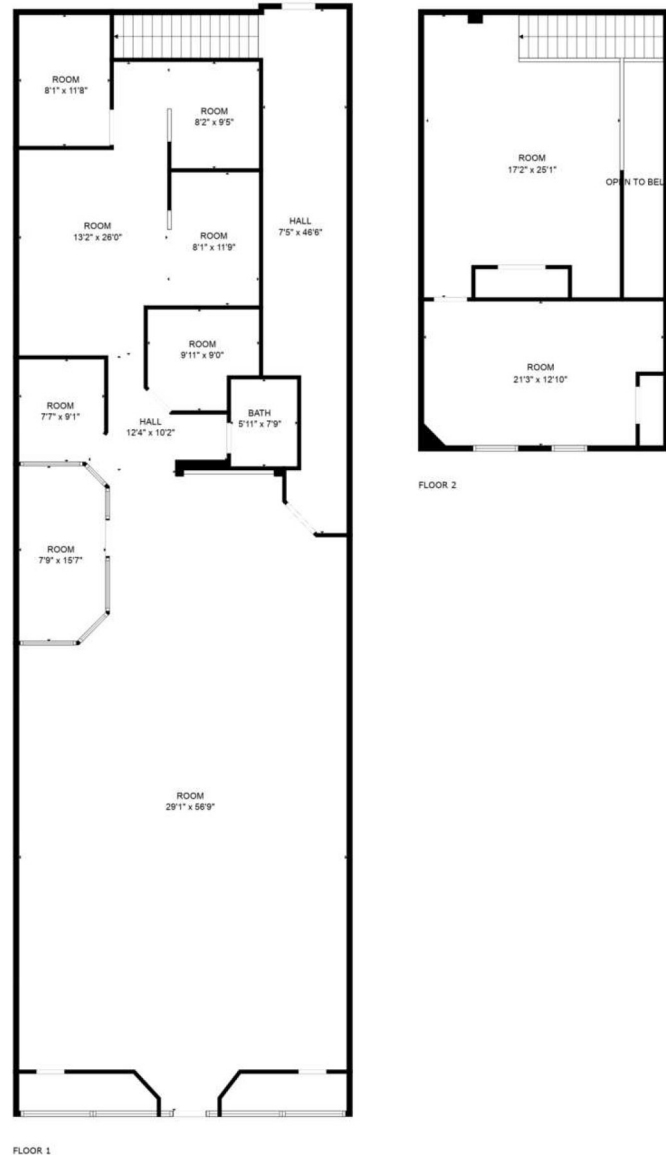 ROOM
8'1" x 11'8"
ROOM
8'2" x 9'5"
ROOM
13'2" x 26'0"
ROOM
8'1" x 11'9"
HALL
7'5" x 46'6"
ROOM
9'11" x 9'0"
ROOM
7'7" x 9'1"
HALL
12'4" x 10'2"
BATH
5'11" x 7'9"
ROOM
7'9" x 15'7"
ROOM
29'1" x 56'9"
FLOOR 1
ROOM
17'2" x 25'1"
OPEN TO BEL
ROOM
21'3" x 12'10"
FLOOR 2